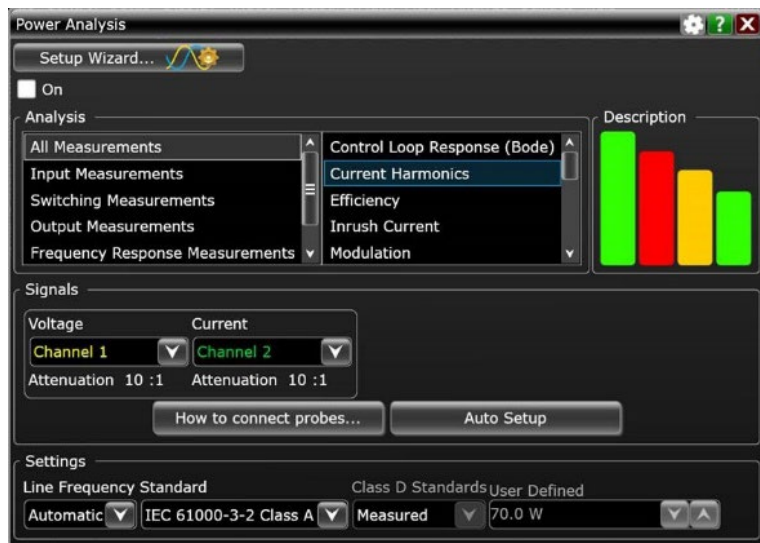 Power Analysis
?
X
Setup Wizard...
On
Analysis
All Measurements
Input Measurements
Switching Measurements
Output Measurements
Frequency Response Measurements
Control Loop Response (Bode)
Current Harmonics
Efficiency
Inrush Current
Modulation
Description
Signals
Voltage
Current
Channel 1
Channel 2
Attenuation 10 :1
Attenuation 10 :1
How to connect probes...
Auto Setup
Settings
Line Frequency
Standard
Class D Standards
User Defined
Automatic
IEC 61000-3-2 Class A
Measured
70.0 W